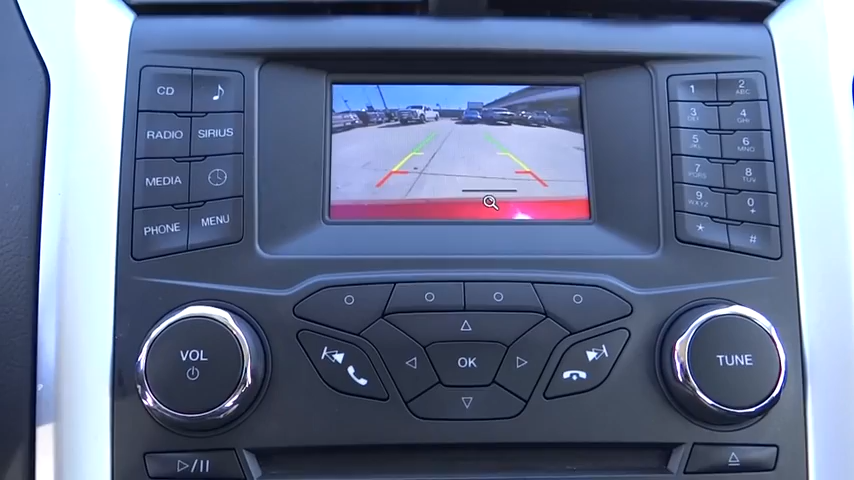 CD
RADIO SIRIUS
MEDIA
PHONE MENU
1 2 ABC
3 DEF 4 GHI
5 JKL 6 MNO
7 PQRS 8 TUV
9 WXYZ 0 +
* #
VOL
OK
TUNE